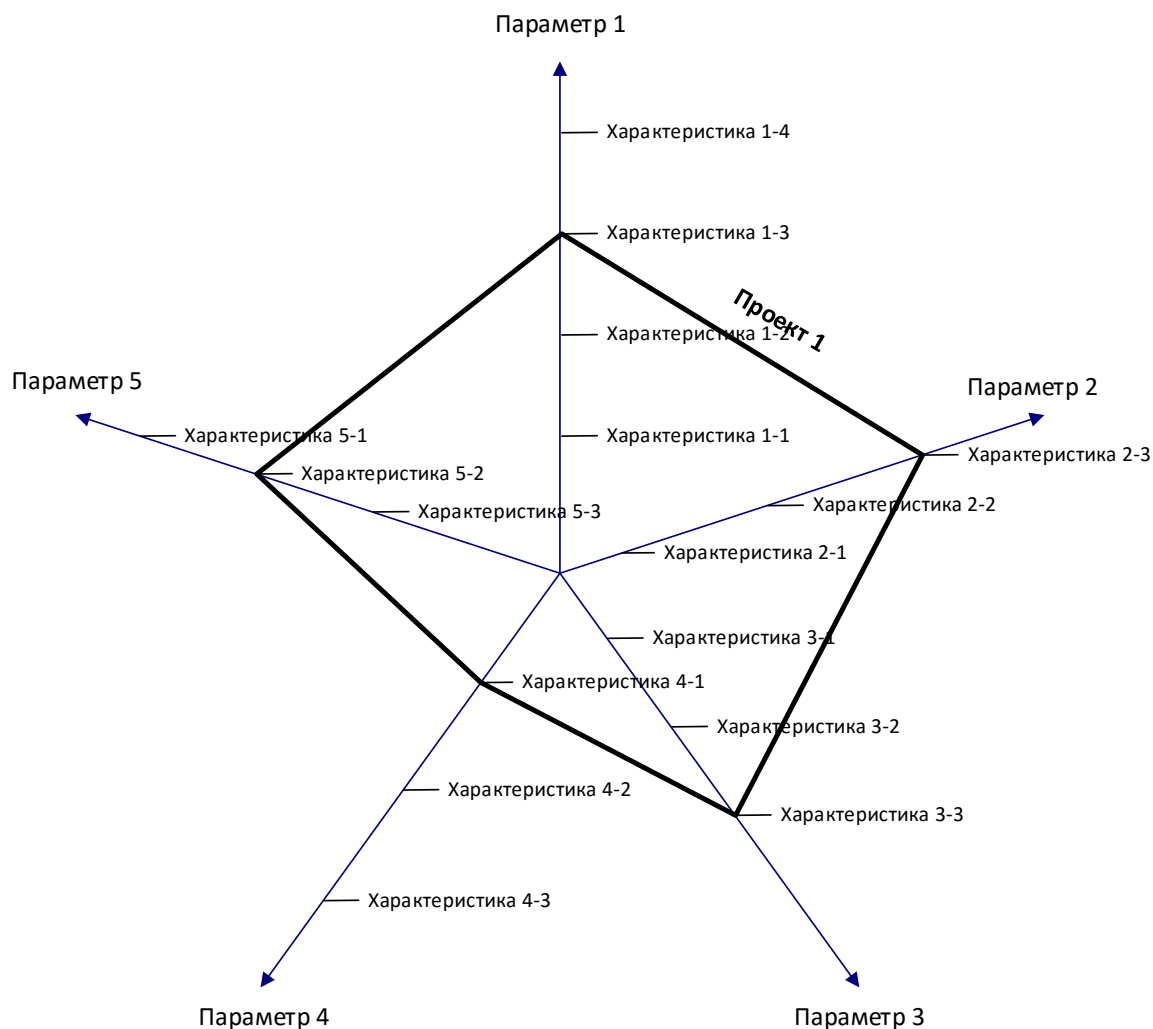 Параметр 1
Характеристика 1-4
Характеристика 1-3
Проект 1
Характеристика 1-2
Параметр 5
Параметр 2
Характеристика 5-1
Характеристика 1-1
Характеристика 2-3
Характеристика 5-2
Характеристика 2-2
Характеристика 5-3
Характеристика 2-1
Характеристика 3-1
Характеристика 4-1
Характеристика 3-2
Характеристика 4-2
Характеристика 3-3
Характеристика 4-3
Параметр 4
Параметр 3